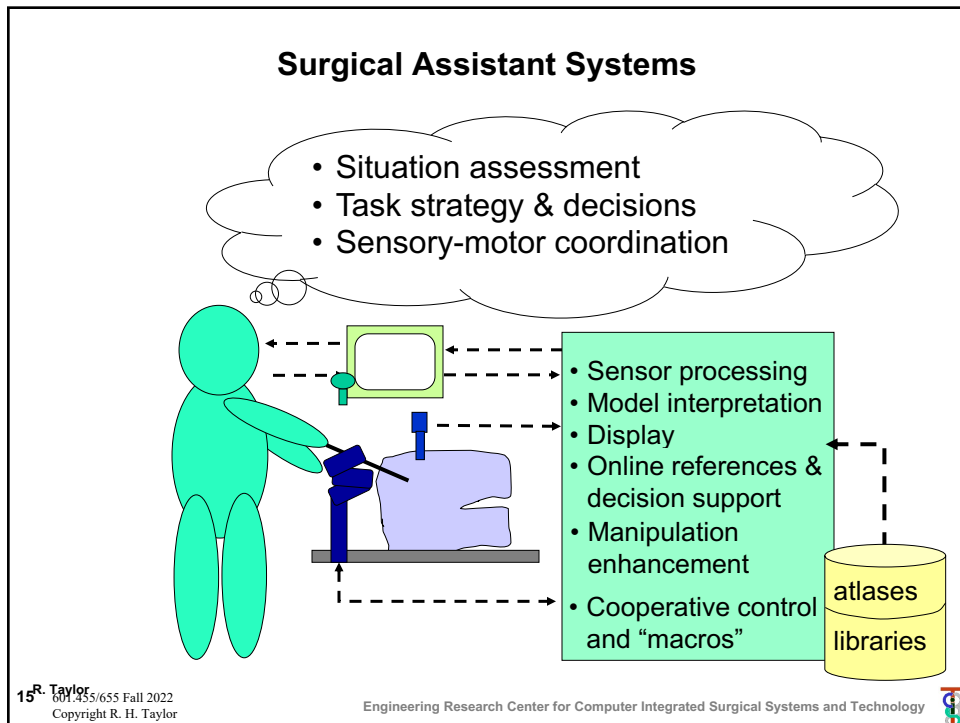 Surgical Assistant Systems
• Situation assessment
• Task strategy & decisions
• Sensory-motor coordination
• Sensor processing
• Model interpretation
• Display
• Online references &
decision support
• Manipulation
enhancement
• Cooperative control
and “macros”
atlases
libraries
15
R. Taylor
601.455/655 Fall 2022
Copyright R. H. Taylor
Engineering Research Center for Computer Integrated Surgical Systems and Technology